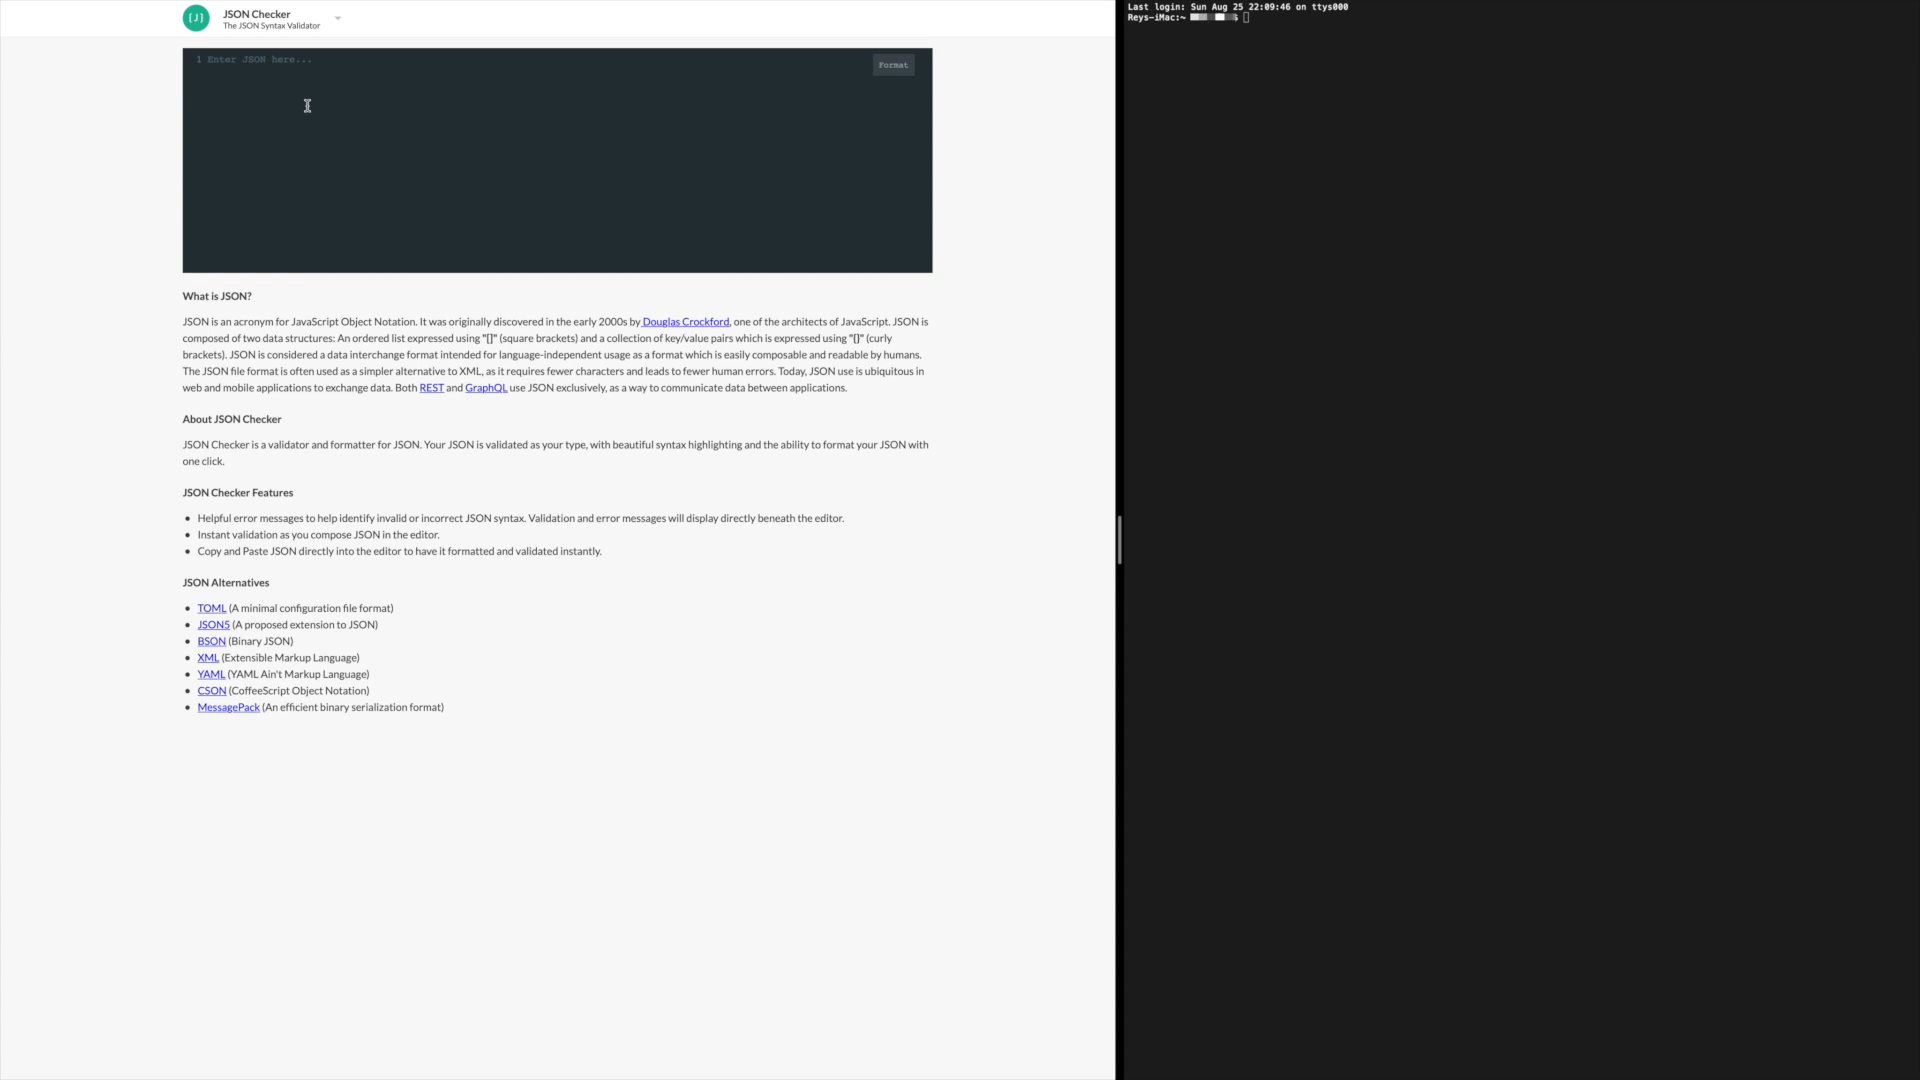 JSON Checker
The JSON Syntax Validator
1 Enter JSON here...
Format
What is JSON?
JSON is an acronym for JavaScript Object Notation. It was originally discovered in the early 2000s by Douglas Crockford, one of the architects of JavaScript. JSON is
composed of two data structures: An ordered list expressed using "[]" (square brackets) and a collection of key/value pairs which is expressed using "{}" (curly
brackets). JSON is considered a data interchange format intended for language-independent usage as a format which is easily composable and readable by humans.
The JSON file format is often used as a simpler alternative to XML, as it requires fewer characters and leads to fewer human errors. Today, JSON use is ubiquitous in
web and mobile applications to exchange data. Both REST and GraphQL use JSON exclusively, as a way to communicate data between applications.
About JSON Checker
JSON Checker is a validator and formatter for JSON. Your JSON is validated as your type, with beautiful syntax highlighting and the ability to format your JSON with
one click.
JSON Checker Features
• Helpful error messages to help identify invalid or incorrect JSON syntax. Validation and error messages will display directly beneath the editor.
• Instant validation as you compose JSON in the editor.
• Copy and Paste JSON directly into the editor to have it formatted and validated instantly.
JSON Alternatives
• TOML (A minimal configuration file format)
• JSON5 (A proposed extension to JSON)
• BSON (Binary JSON)
• XML (Extensible Markup Language)
• YAML (YAML Ain't Markup Language)
• CSON (CoffeeScript Object Notation)
• MessagePack (An efficient binary serialization format)
Last login: Sun Aug 25 22:09:46 on ttys000
Reys-iMac:~